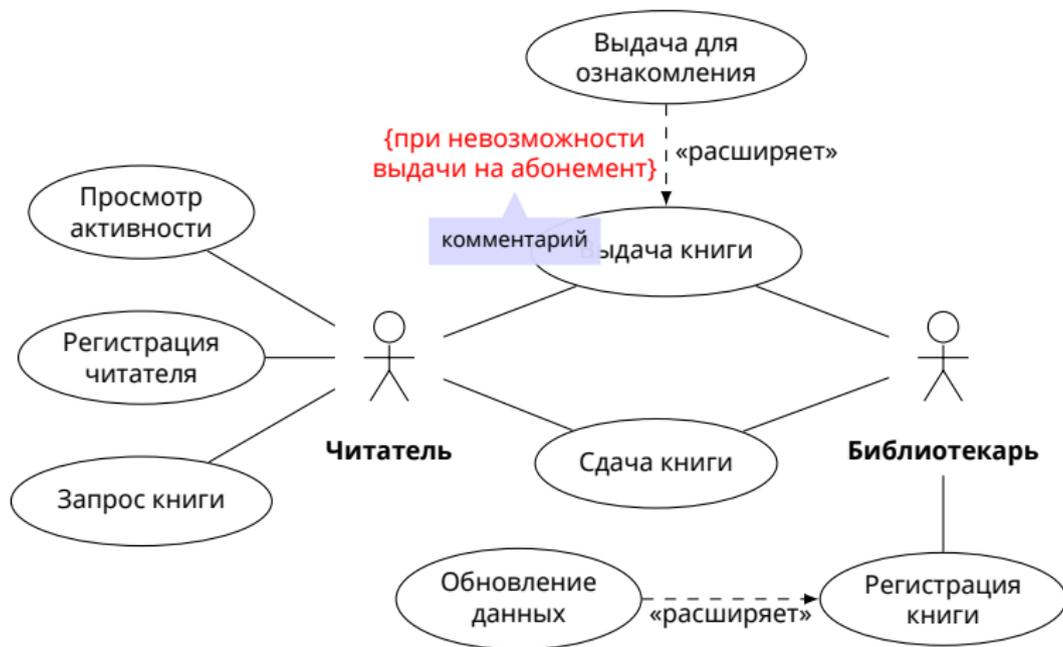 Выдача для
ознакомления
{при невозможности
выдачи на абонемент}
«расширяет»
Просмотр
активности
комментарий
Выдача книги
Регистрация
читателя
Читатель
Сдача книги
Библиотекарь
Запрос книги
Обновление
данных
«расширяет»
Регистрация
книги